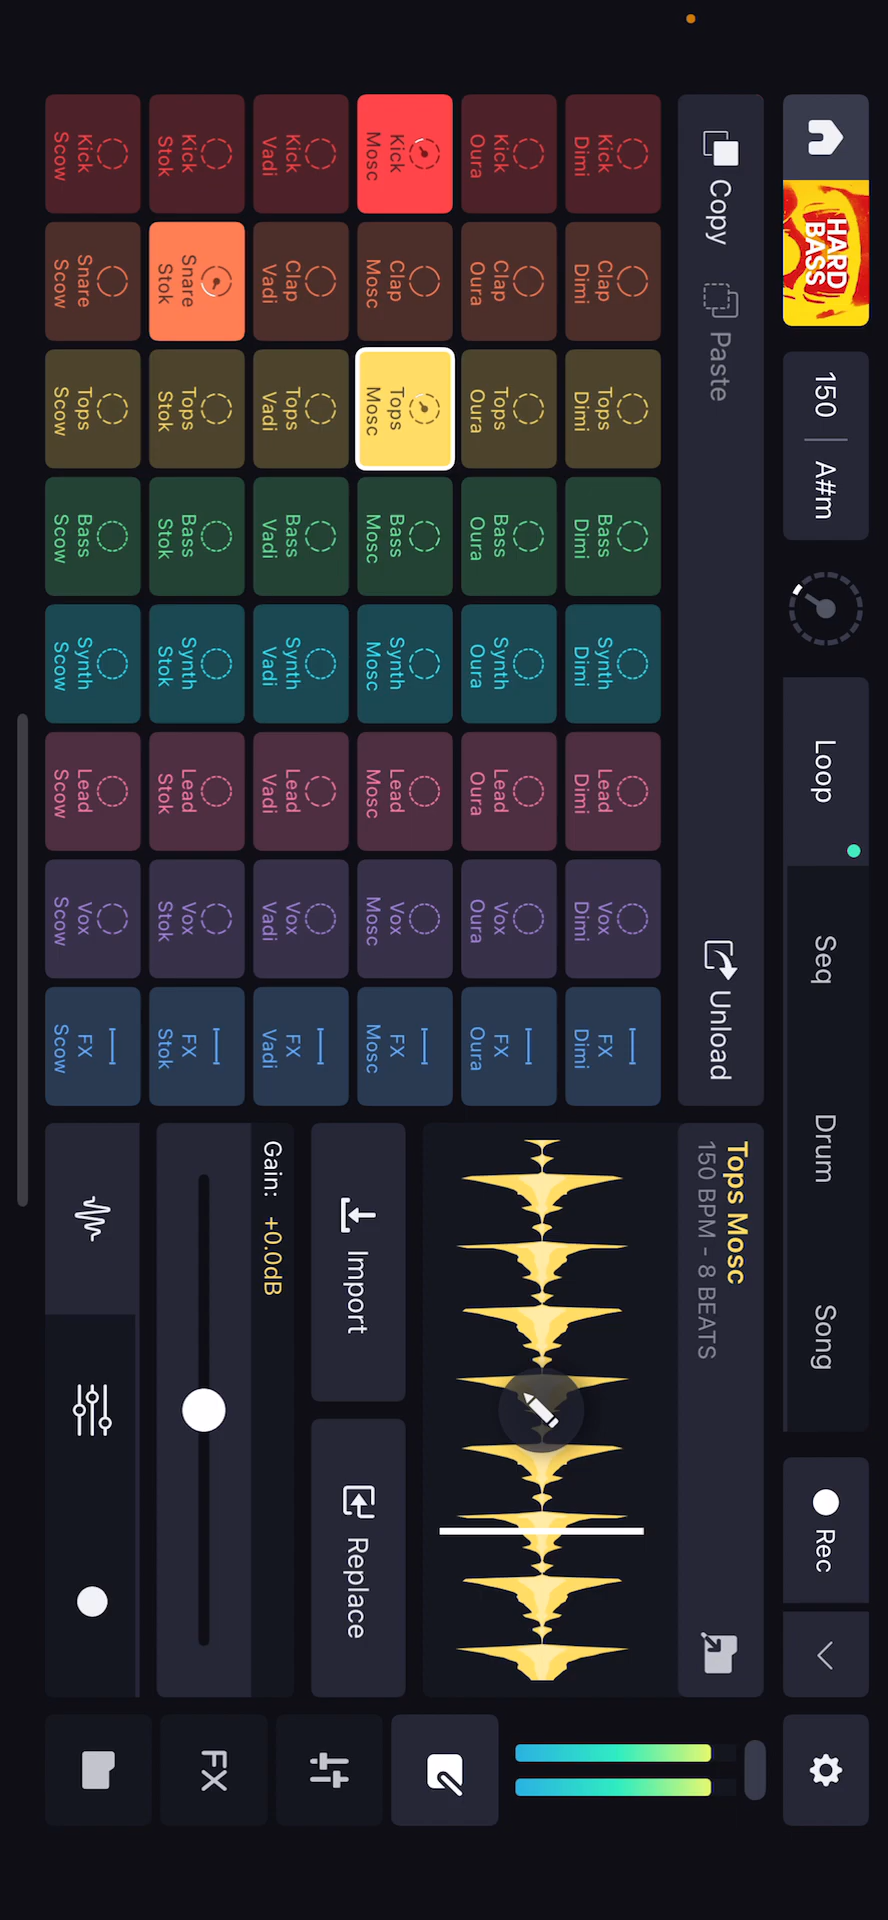 HARD
BASS
150 A#m
Loop
Seq
Drum
Song
Rec
Copy
Paste
Unload
Kick
Dimi
Clap
Dimi
Tops
Dimi
Bass
Dimi
Synth
Dimi
Lead
Dimi
Vox
Dimi
FX
Dimi
Kick
Oura
Clap
Oura
Tops
Oura
Bass
Oura
Synth
Oura
Lead
Oura
Vox
Oura
FX
Oura
Kick
Mosc
Clap
Mosc
Tops
Mosc
Bass
Mosc
Synth
Mosc
Lead
Mosc
Vox
Mosc
FX
Mosc
Kick
Vadi
Clap
Vadi
Tops
Vadi
Bass
Vadi
Synth
Vadi
Lead
Vadi
Vox
Vadi
FX
Vadi
Kick
Stok
Snare
Stok
Tops
Stok
Bass
Stok
Synth
Stok
Lead
Stok
Vox
Stok
FX
Stok
Kick
Scow
Snare
Scow
Tops
Scow
Bass
Scow
Synth
Scow
Lead
Scow
Vox
Scow
FX
Scow
Tops Mosc
150 BPM - 8 BEATS
Import
Replace
Gain: +0.0dB
FX